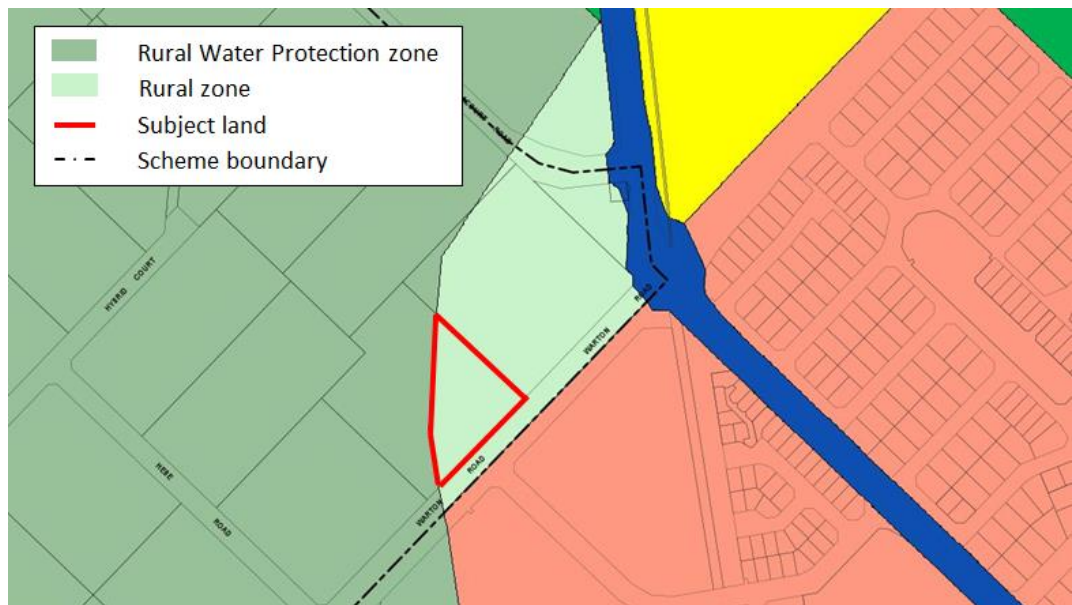 Rural Water Protection zone
Rural zone
Subject land
Scheme boundary
ROAD
HYBRID COURT
ROAD
WARTON
ROAD
WARTON
HEBE
ROAD